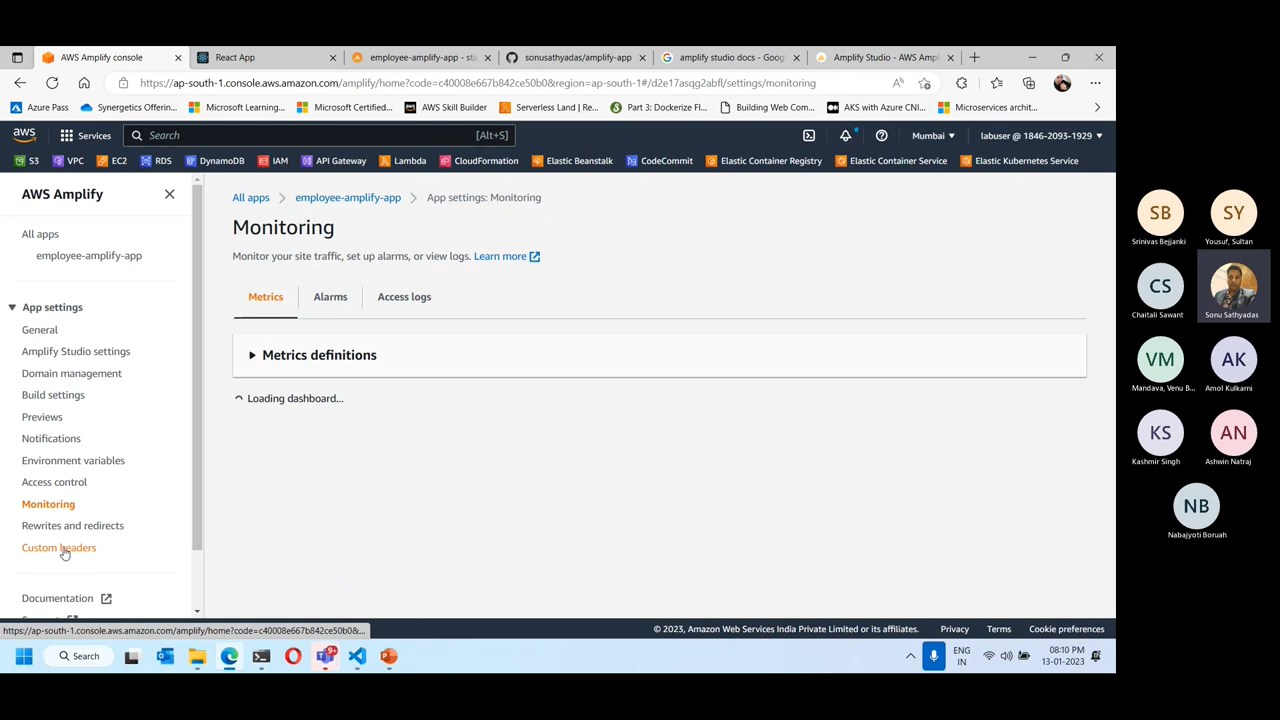 AWS Amplify console
React App
employee-amplify-app - sta
sonusathyadas/amplify-app
amplify studio docs - Goog
Amplify Studio - AWS Ampl
https://ap-south-1.console.aws.amazon.com/amplify/home?code=c40008e667b842ce50b0&region=ap-south-1#/d2e17asqg2abfl/settings/monitoring
Azure Pass
Synergetics Offering...
Microsoft Learning...
Microsoft Certified...
AWS Skill Builder
Serverless Land | Re...
Part 3: Dockerize Fl...
Building Web Com...
AKS with Azure CNI...
Microservices archit...
aws
Services
Search
[Alt+S]
Mumbai
labuser @ 1846-2093-1929
S3
VPC
EC2
RDS
DynamoDB
IAM
API Gateway
Lambda
CloudFormation
Elastic Beanstalk
CodeCommit
Elastic Container Registry
Elastic Container Service
Elastic Kubernetes Service
AWS Amplify
All apps
employee-amplify-app
App settings
General
Amplify Studio settings
Domain management
Build settings
Previews
Notifications
Environment variables
Access control
Monitoring
Rewrites and redirects
Custom headers
Documentation
All apps
employee-amplify-app
App settings: Monitoring
Monitoring
Monitor your site traffic, set up alarms, or view logs. Learn more
Metrics
Alarms
Access logs
Metrics definitions
Loading dashboard...
https://ap-south-1.console.aws.amazon.com/amplify/home?code=c40008e667b842ce50b0&...
© 2023, Amazon Web Services India Private Limited or its affiliates.
Privacy
Terms
Cookie preferences
Search
9+
ENG
IN
08:10 PM
13-01-2023
SB
Srinivas Bejjanki
SY
Yousuf, Sultan
CS
Chaitali Sawant
Sonu Sathyadas
VM
Mandava, Venu B...
AK
Amol Kulkarni
KS
Kashmir Singh
AN
Ashwin Natraj
NB
Nabajyoti Boruah